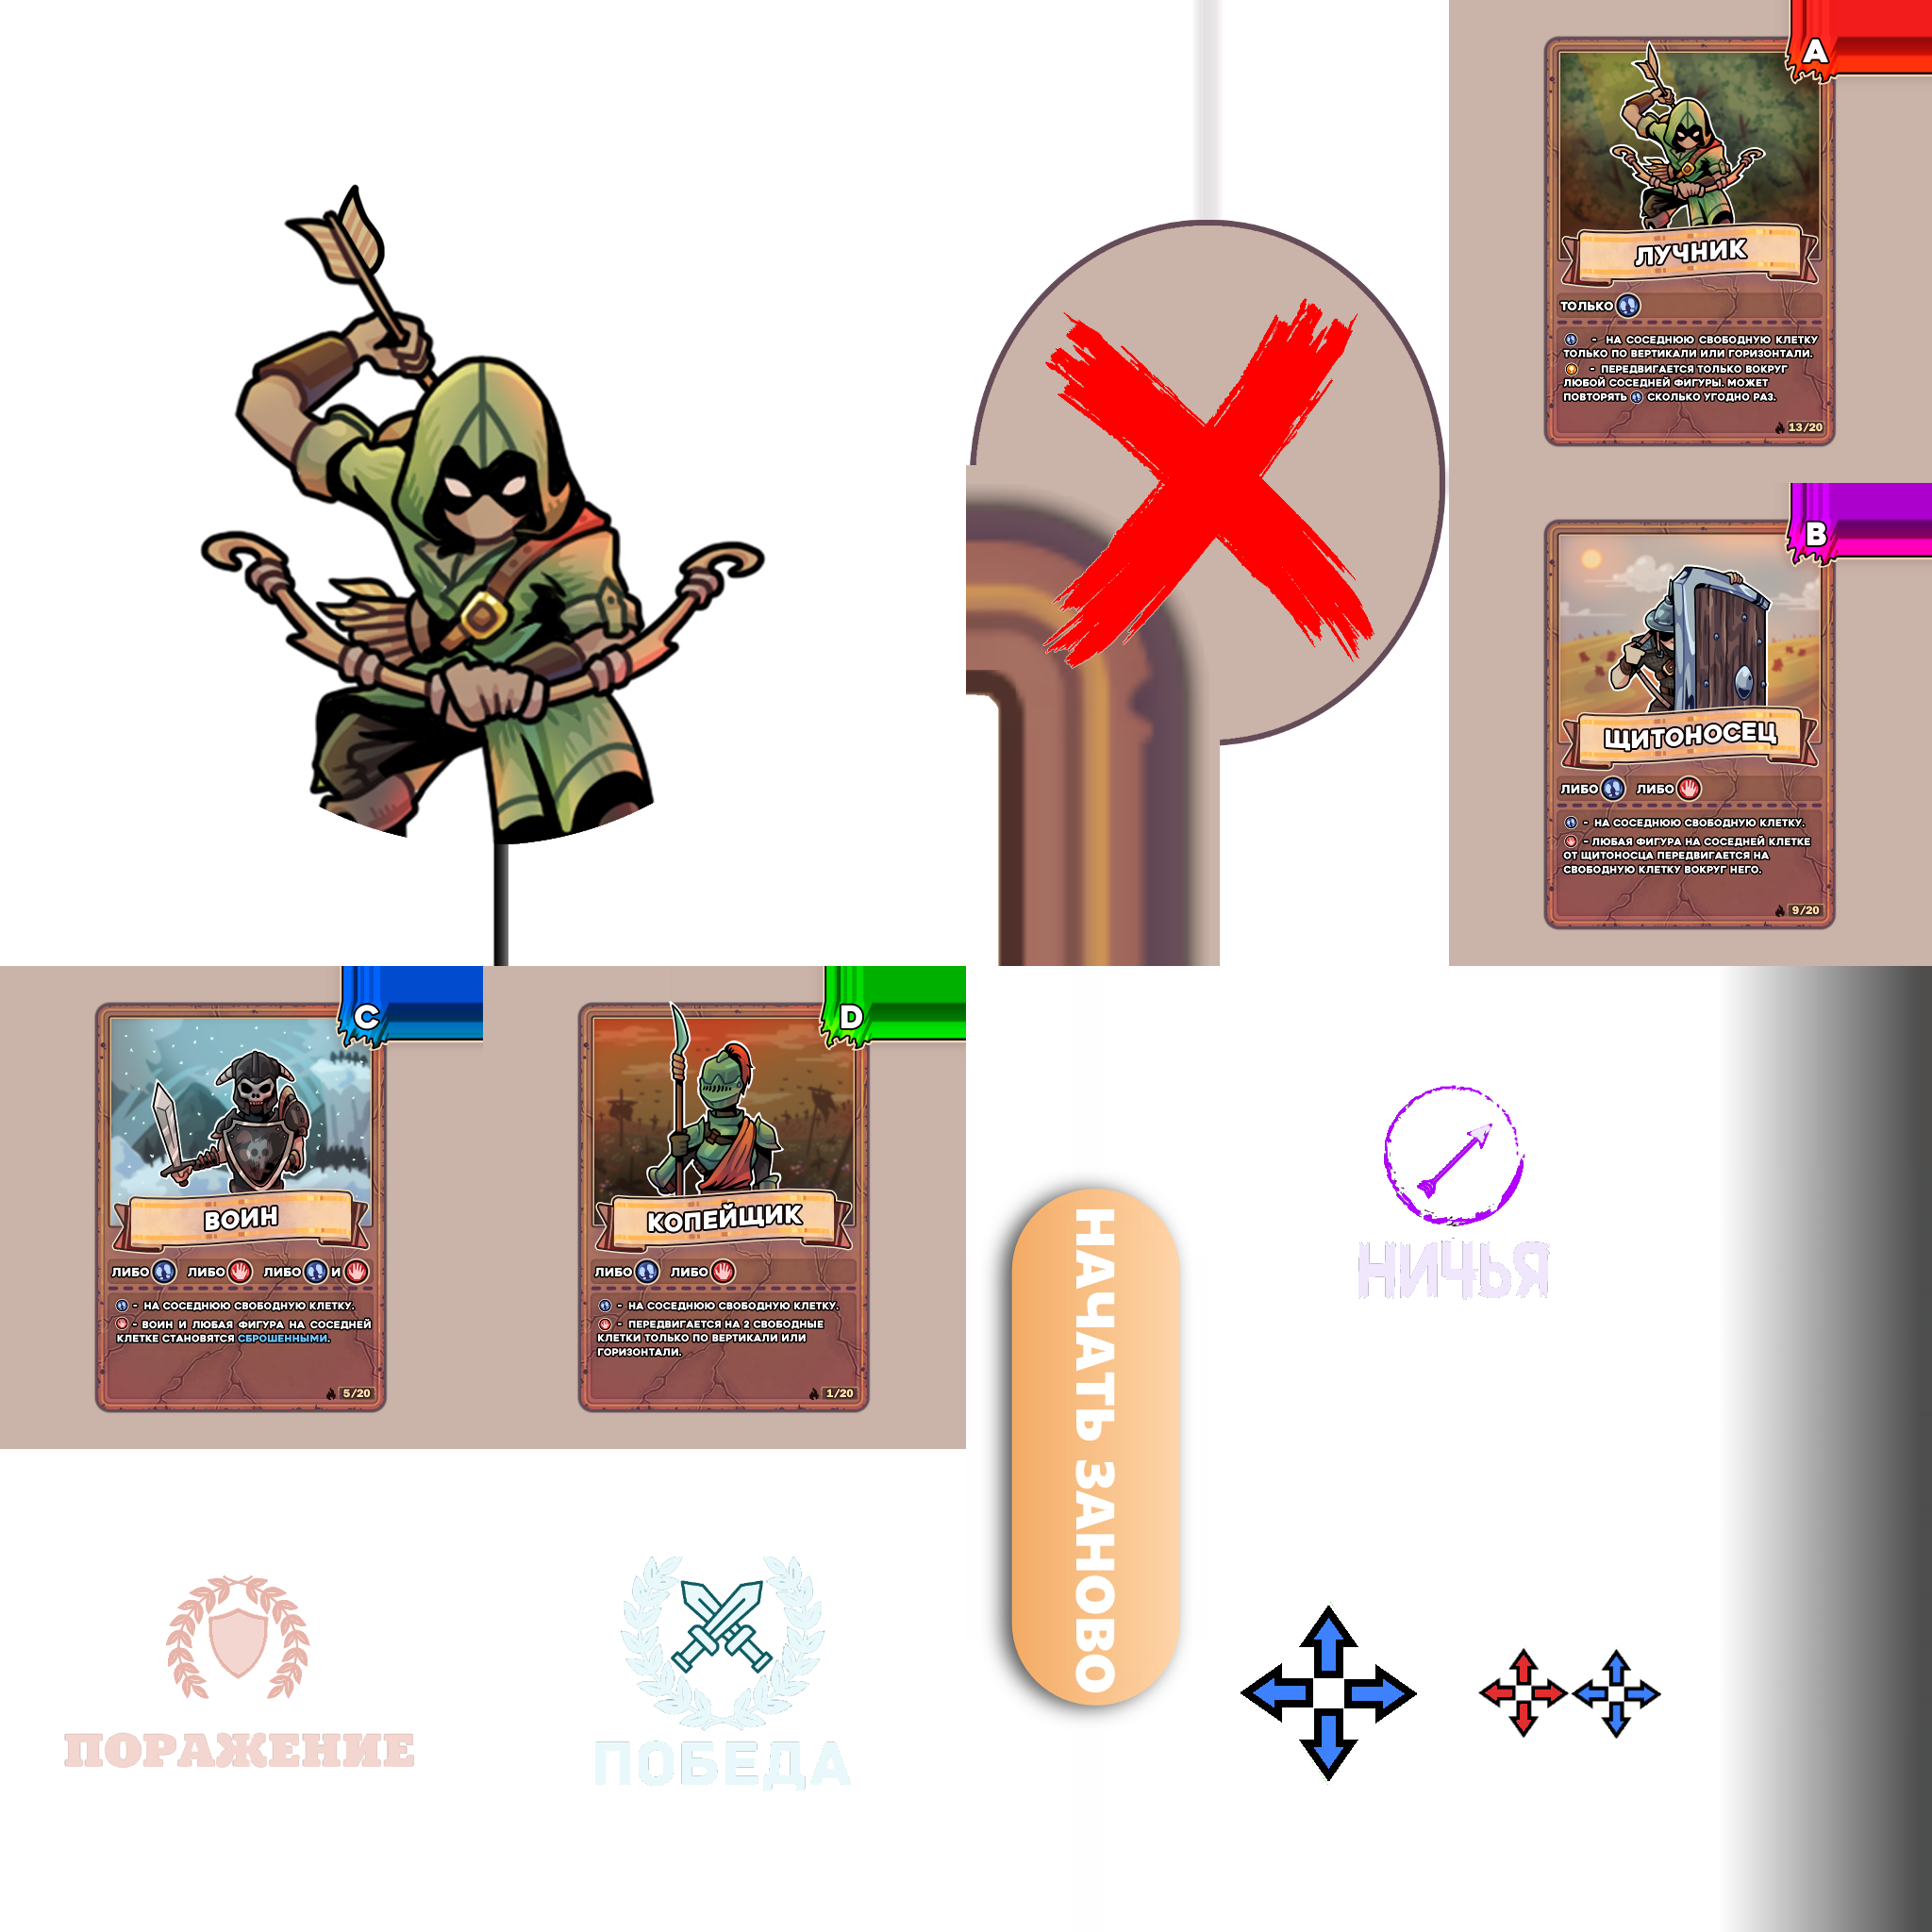 A
ЛУЧНИК
ТОЛЬКО
- НА СОСЕДНЮЮ СВОБОДНУЮ КЛЕТКУ
ТОЛЬКО ПО ВЕРТИКАЛИ ИЛИ ГОРИЗОНТАЛИ.
- ПЕРЕДВИГАЕТСЯ ТОЛЬКО ВОКРУГ
ЛЮБОЙ СОСЕДНЕЙ ФИГУРЫ. МОЖЕТ
ПОВТОРЯТЬ СКОЛЬКО УГОДНО РАЗ.
13/20
B
ЩИТОНОСЕЦ
ЛИБО ЛИБО
- НА СОСЕДНЮЮ СВОБОДНУЮ КЛЕТКУ.
- ЛЮБАЯ ФИГУРА НА СОСЕДНЕЙ КЛЕТКЕ
ОТ ЩИТОНОСЦА ПЕРЕДВИГАЕТСЯ НА
СВОБОДНУЮ КЛЕТКУ ВОКРУГ НЕГО.
9/20
C
ВОИН
ЛИБО ЛИБО ЛИБО И
- НА СОСЕДНЮЮ СВОБОДНУЮ КЛЕТКУ.
- ВОИН И ЛЮБАЯ ФИГУРА НА СОСЕДНЕЙ
КЛЕТКЕ СТАНОВЯТСЯ СБРОШЕННЫМИ.
5/20
D
КОПЕЙЩИК
ЛИБО ЛИБО
- НА СОСЕДНЮЮ СВОБОДНУЮ КЛЕТКУ.
- ПЕРЕДВИГАЕТСЯ НА 2 СВОБОДНЫЕ
КЛЕТКИ ТОЛЬКО ПО ВЕРТИКАЛИ ИЛИ
ГОРИЗОНТАЛИ.
1/20
НАЧАТЬ ЗАНОВО
НИЧЬЯ
ПОРАЖЕНИЕ
ПОБЕДА